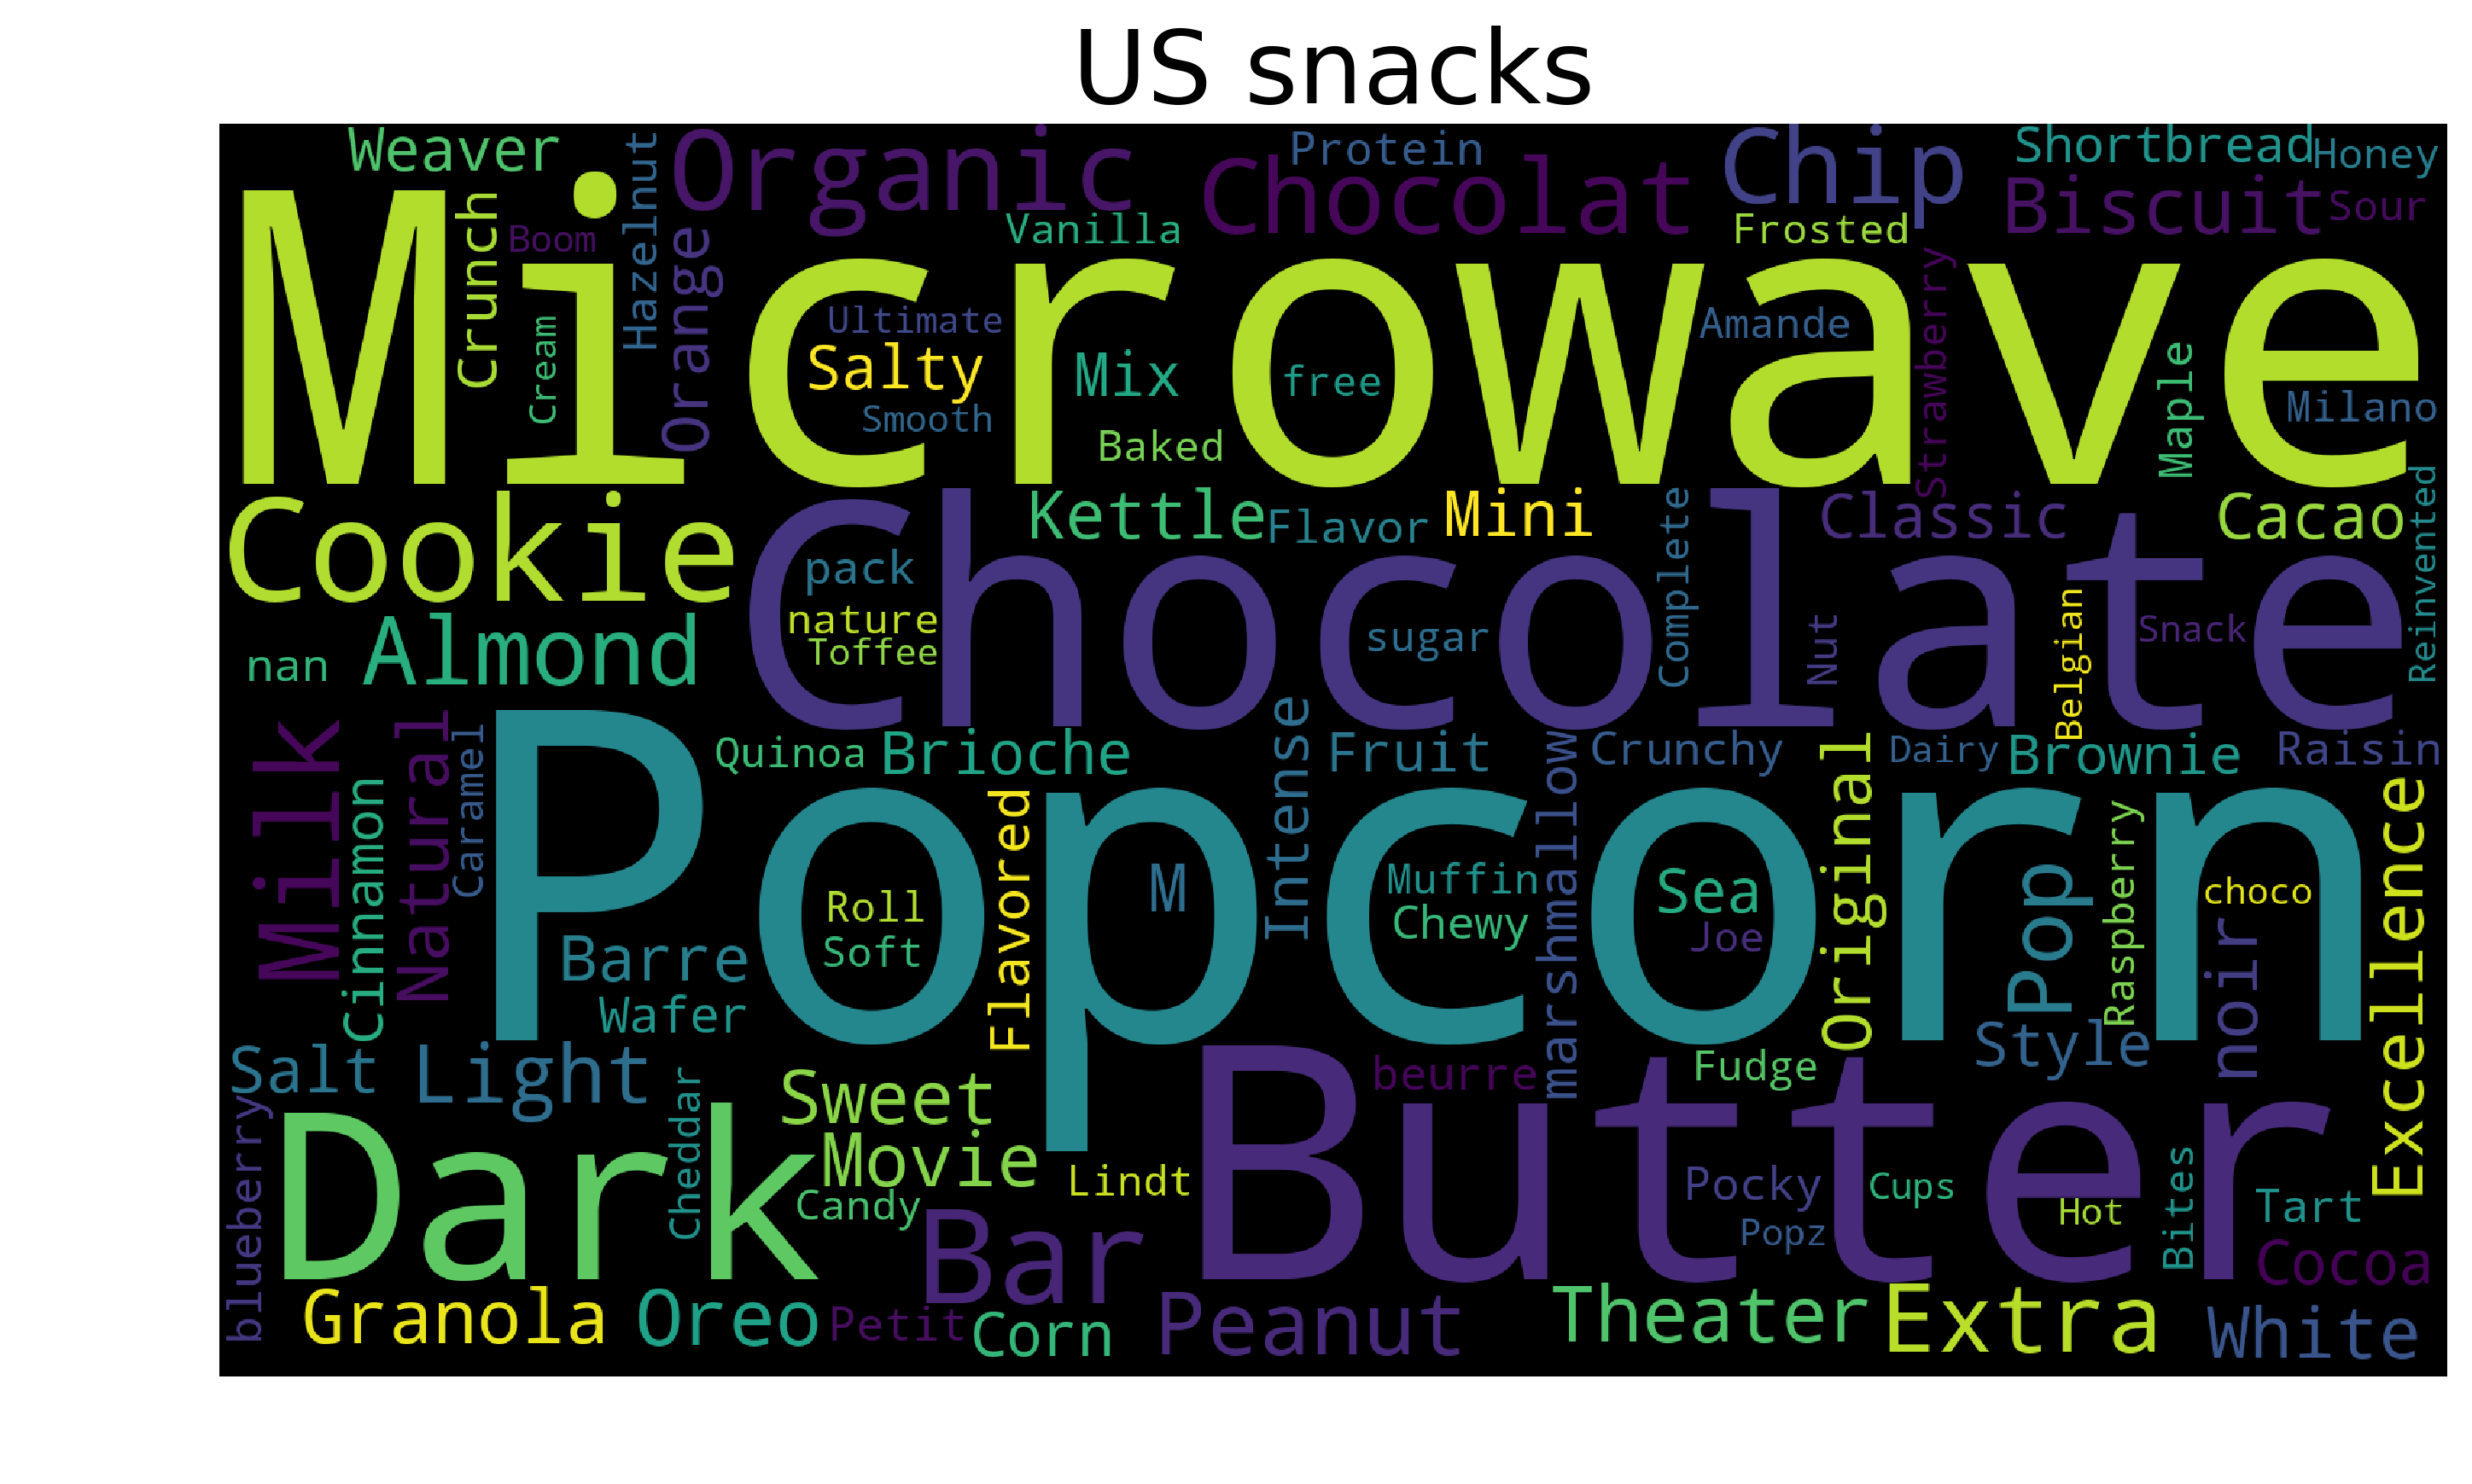 US snacks
Weaver
Organic
Protein
Chocolat
Chip
Shortbread
Honey
Microwave
Crunch
Boom
Hazelnut
Orange
Vanilla
Frosted
Biscuit
Sour
Cream
Ultimate
Salty
Smooth
Mix
free
Baked
Amande
Strawberry
Maple
Milano
Cookie
Chocolate
Kettle
Flavor
Mini
Complete
Classic
Cacao
Reinvented
pack
nature
Toffee
sugar
Nut
Belgian
Snack
nan
Almond
Milk
Natural
Caramel
Cinnamon
Popcorn
Quinoa
Brioche
Intense
Fruit
marshmallow
Crunchy
Original
Dairy
Brownie
Raisin
Flavored
M
Muffin
Chewy
Sea
Joe
Pop
Raspberry
choco
noir
Excellence
Roll
Soft
Barre
Wafer
Salt
Light
Style
blueberry
Dark
Cheddar
Sweet
Movie
Candy
Lindt
beurre
Fudge
Butter
Pocky
Popz
Cups
Hot
Bites
Tart
Cocoa
Bar
Granola
Oreo
Petit
Corn
Peanut
Theater
Extra
White